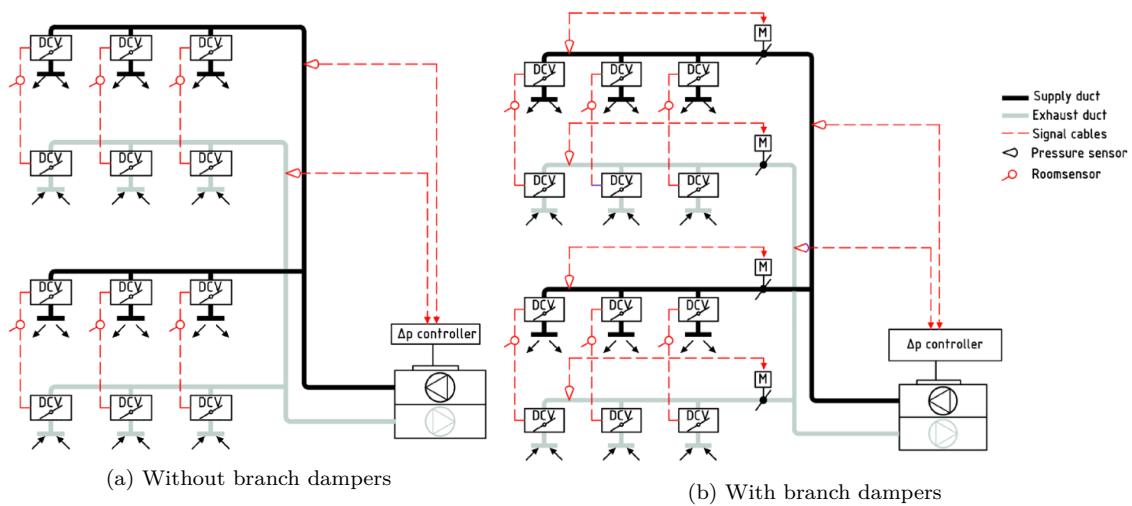 DCV DCV DCV
DCV DCV DCV
DCV DCV DCV
DCV DCV DCV
Δp controller
(a) Without branch dampers
M
DCV DCV DCV
M
DCV DCV DCV
M
DCV DCV DCV
M
DCV DCV DCV
Δp controller
(b) With branch dampers
Supply duct
Exhaust duct
Signal cables
Pressure sensor
Roomsensor